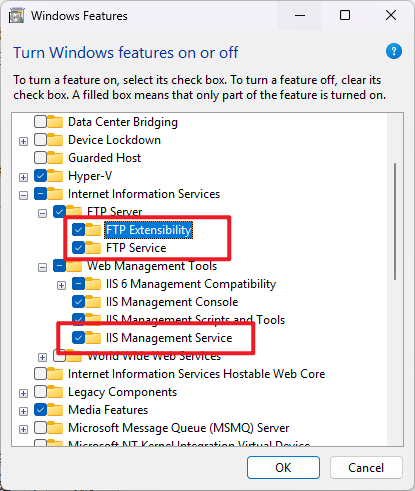 Windows Features
Turn Windows features on or off
?
To turn a feature on, select its check box. To turn a feature off, clear its
check box. A filled box means that only part of the feature is turned on.
Data Center Bridging
Device Lockdown
Guarded Host
Hyper-V
Internet Information Services
FTP Server
FTP Extensibility
FTP Service
Web Management Tools
IIS 6 Management Compatibility
IIS Management Console
IIS Management Scripts and Tools
IIS Management Service
World Wide Web Services
Internet Information Services Hostable Web Core
Legacy Components
Media Features
Microsoft Message Queue (MSMQ) Server
Microsoft NT Kernel Integration Virtual Device
OK
Cancel